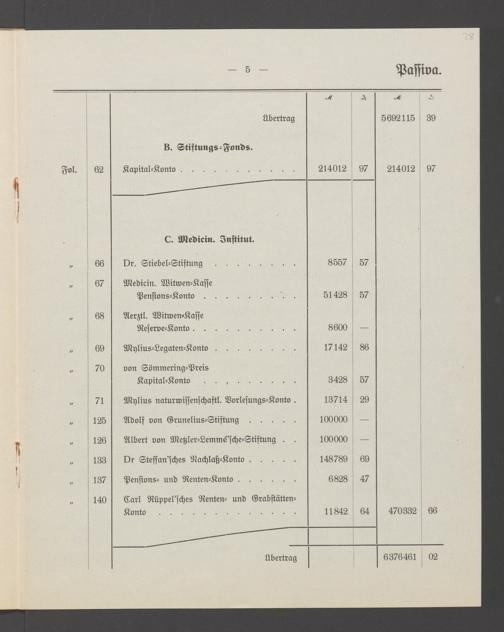 28
— 5 —
Passiva.
ℳ ₰ ℳ ₰
Übertrag 5692115 39
B. Stiftungs-Fonds.
Fol. 62 Kapital-Konto . . . . . . . . . . . 214012 97 214012 97
C. Medicin. Institut.
„ 66 Dr. Stiebel-Stiftung . . . . . . . . 8557 57
„ 67 Medicin. Witwen-Kasse
Pensions-Konto . . . . . . . . . 51428 57
„ 68 Aerztl. Witwen-Kasse
Reserve-Konto . . . . . . . . . . 8600 —
„ 69 Mylius-Legaten-Konto . . . . . . . . 17142 86
„ 70 von Sömmering-Preis
Kapital-Konto . . . . . . . . . 3428 57
„ 71 Mylius naturwissenschaftl. Vorlesungs-Konto . 13714 29
„ 125 Adolf von Grunelius-Stiftung . . . . . 100000 —
„ 126 Albert von Metzler-Lemmé'sche-Stiftung . . 100000 —
„ 133 Dr Steffan'sches Nachlaß-Konto . . . . . 148789 69
„ 137 Pensions- und Renten-Konto . . . . . . 6828 47
„ 140 Carl Rüppel'sches Renten- und Grabstätten-
Konto . . . . . . . . . . . . . 11842 64 470332 66
Übertrag 6376461 02